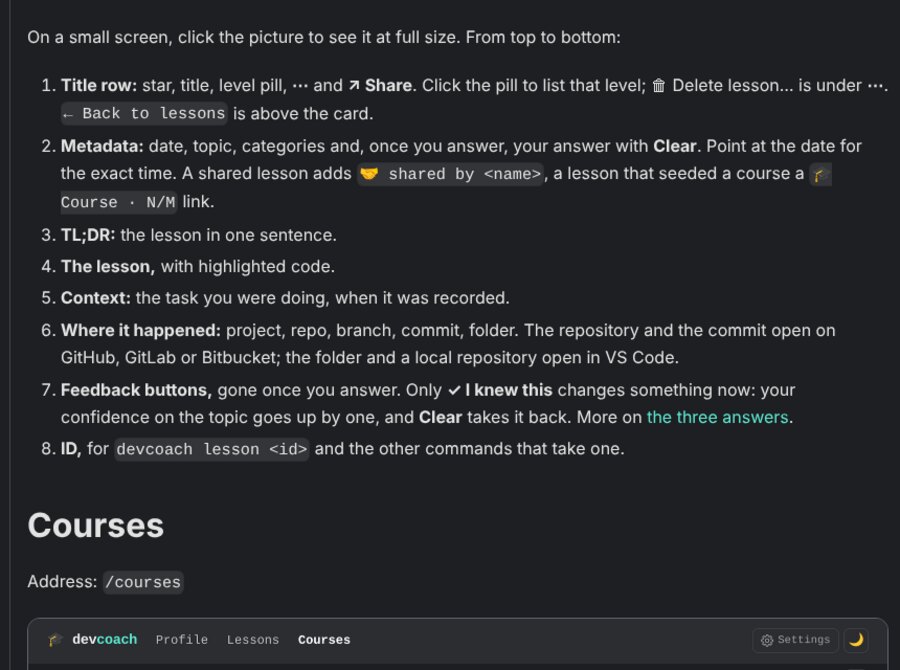 On a small screen, click the picture to see it at full size. From top to bottom:
1. Title row: star, title, level pill, ··· and ↗ Share. Click the pill to list that level; 🗑 Delete lesson… is under ···.
← Back to lessons is above the card.
2. Metadata: date, topic, categories and, once you answer, your answer with Clear. Point at the date for
the exact time. A shared lesson adds 🤝 shared by <name>, a lesson that seeded a course a 🎓
Course · N/M link.
3. TL;DR: the lesson in one sentence.
4. The lesson, with highlighted code.
5. Context: the task you were doing, when it was recorded.
6. Where it happened: project, repo, branch, commit, folder. The repository and the commit open on
GitHub, GitLab or Bitbucket; the folder and a local repository open in VS Code.
7. Feedback buttons, gone once you answer. Only ✓ I knew this changes something now: your
confidence on the topic goes up by one, and Clear takes it back. More on the three answers.
8. ID, for devcoach lesson <id> and the other commands that take one.
Courses
Address: /courses
🎓 devcoach Profile Lessons Courses Settings 🌙